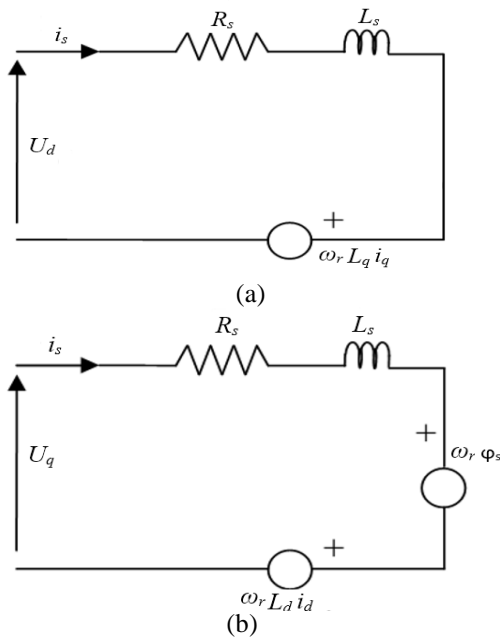 i_s R_s L_s
U_d
+
ω_r L_q i_q
(a)
i_s R_s L_s
+
ω_r φ_s
U_q
+
ω_r L_d i_d
(b)